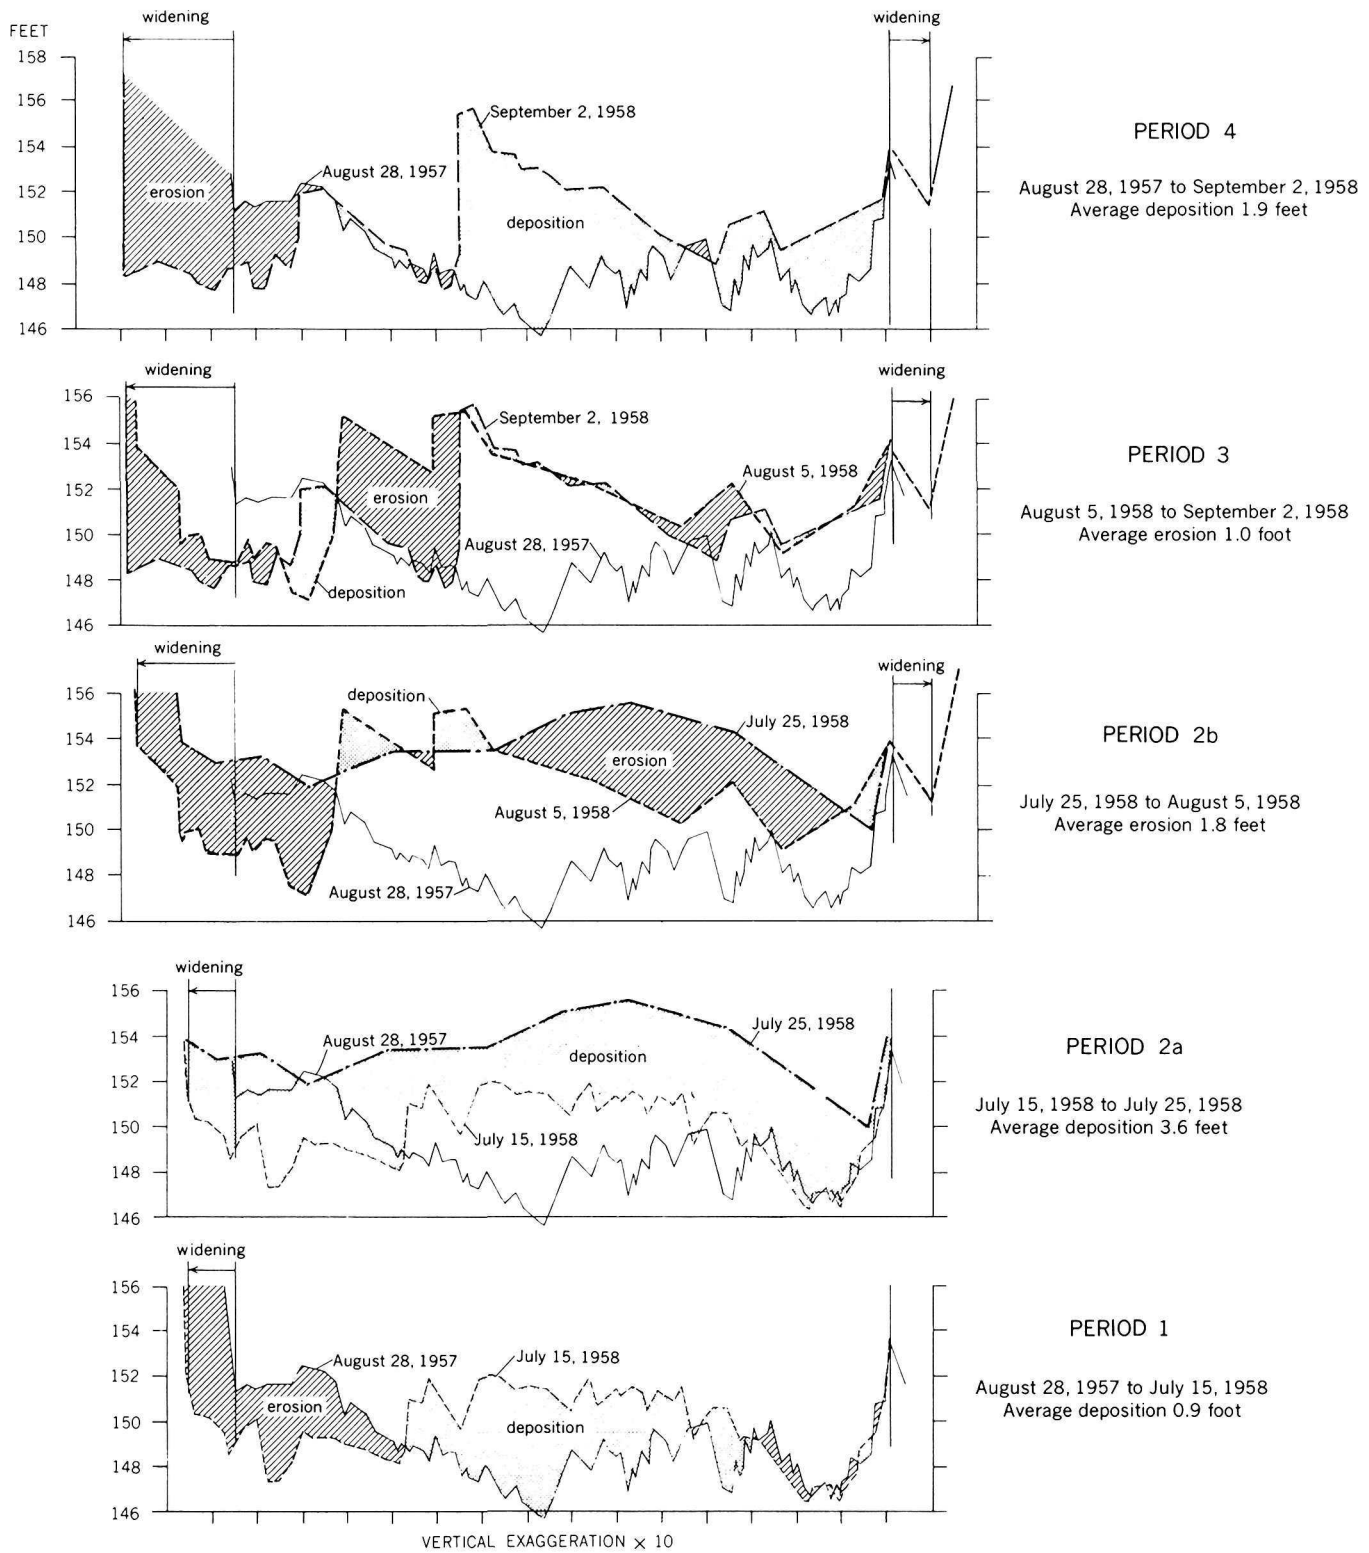 widening
widening
FEET
158
156
154
152
150
148
146
September 2, 1958
August 28, 1957
erosion
deposition
PERIOD 4
August 28, 1957 to September 2, 1958
Average deposition 1.9 feet
widening
widening
156
154
152
150
148
146
September 2, 1958
August 5, 1958
erosion
August 28, 1957
deposition
PERIOD 3
August 5, 1958 to September 2, 1958
Average erosion 1.0 foot
widening
widening
156
154
152
150
148
146
deposition
July 25, 1958
erosion
August 5, 1958
August 28, 1957
PERIOD 2b
July 25, 1958 to August 5, 1958
Average erosion 1.8 feet
widening
156
154
152
150
148
146
August 28, 1957
July 25, 1958
deposition
July 15, 1958
PERIOD 2a
July 15, 1958 to July 25, 1958
Average deposition 3.6 feet
widening
156
154
152
150
148
146
August 28, 1957
July 15, 1958
erosion
deposition
PERIOD 1
August 28, 1957 to July 15, 1958
Average deposition 0.9 foot
VERTICAL EXAGGERATION × 10